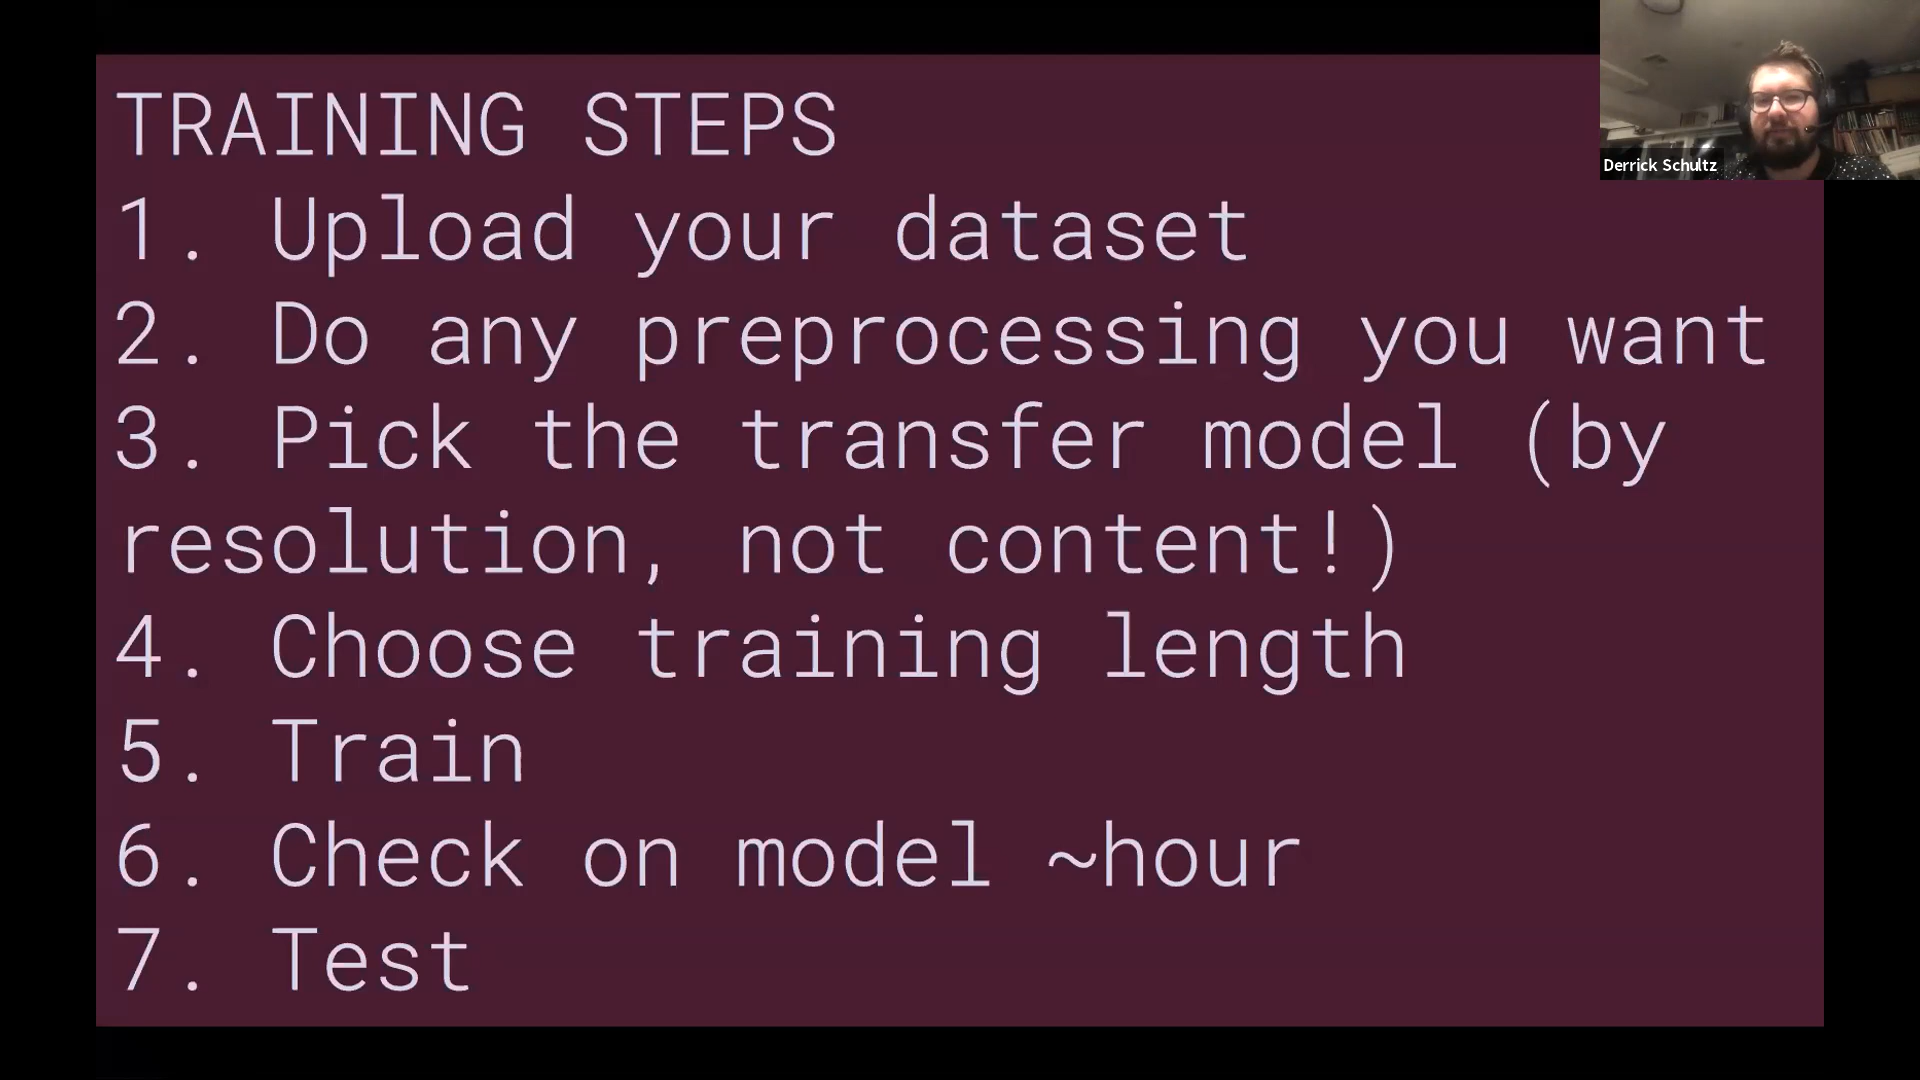 TRAINING STEPS
1. Upload your dataset
2. Do any preprocessing you want
3. Pick the transfer model (by
resolution, not content!)
4. Choose training length
5. Train
6. Check on model ~hour
7. Test
Derrick Schultz